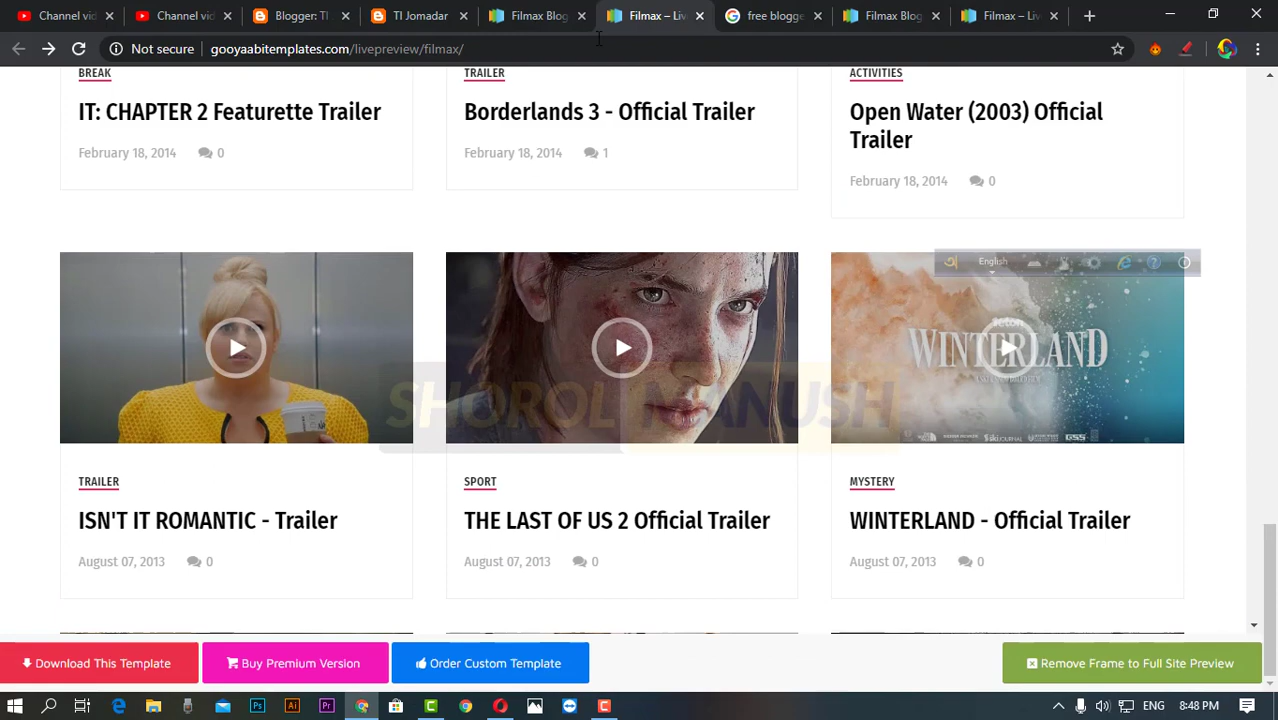 Channel vid
Channel vide
Blogger: TI
TI Jomadar
Filmax Blog
Filmax – Liv
free blogge
Filmax Blog
Filmax – Liv
Not secure
gooyaabitemplates.com/livepreview/filmax/
BREAK
TRAILER
ACTIVITIES
IT: CHAPTER 2 Featurette Trailer
Borderlands 3 - Official Trailer
Open Water (2003) Official
Trailer
February 18, 2014 0
February 18, 2014 1
February 18, 2014 0
English
WINTERLAND
SHOROL MANUSH
TRAILER
SPORT
MYSTERY
ISN'T IT ROMANTIC - Trailer
THE LAST OF US 2 Official Trailer
WINTERLAND - Official Trailer
August 07, 2013 0
August 07, 2013 0
August 07, 2013 0
Download This Template
Buy Premium Version
Order Custom Template
Remove Frame to Full Site Preview
8:48 PM